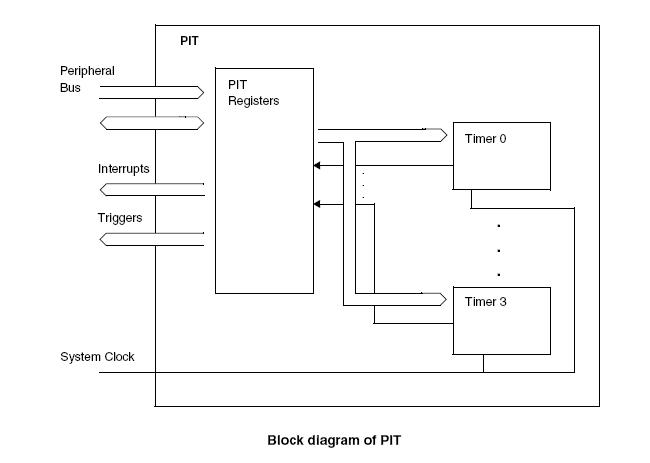 PIT
Peripheral
Bus
PIT
Registers
Timer 0
Interrupts
Triggers
Timer 3
System Clock
Block diagram of PIT